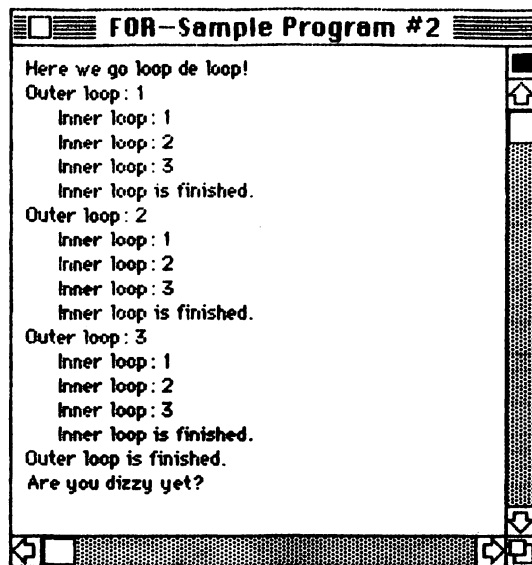 FOR—Sample Program #2
Here we go loop de loop!
Outer loop: 1
Inner loop: 1
Inner loop: 2
Inner loop: 3
Inner loop is finished.
Outer loop: 2
Inner loop: 1
Inner loop: 2
Inner loop: 3
Inner loop is finished.
Outer loop: 3
Inner loop: 1
Inner loop: 2
Inner loop: 3
Inner loop is finished.
Outer loop is finished.
Are you dizzy yet?